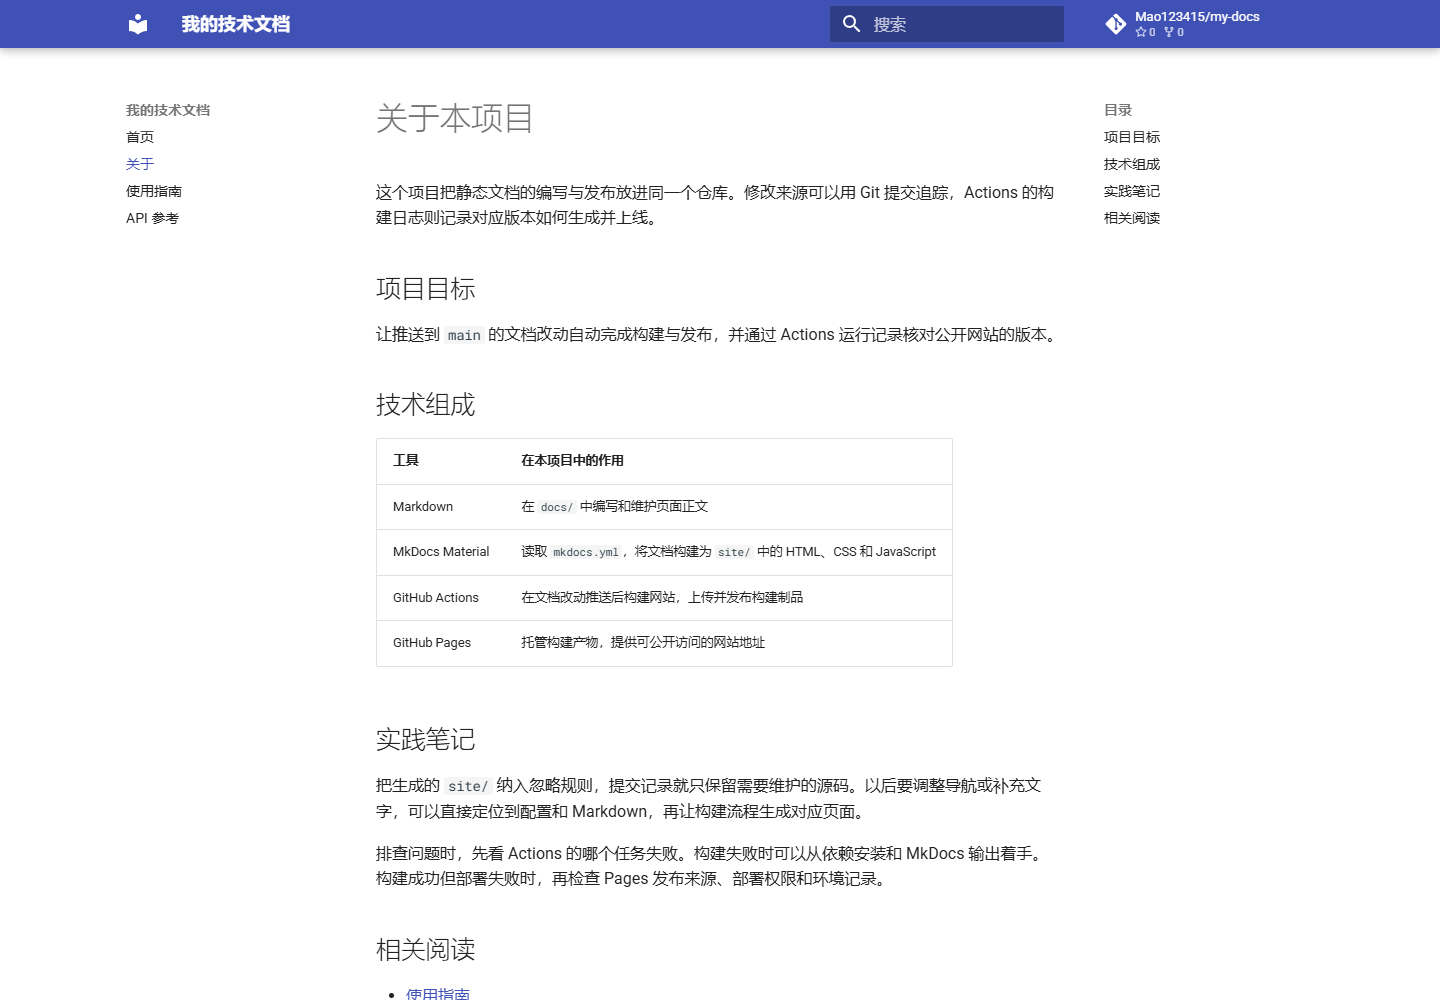 我的技术文档
搜索
Mao123415/my-docs
0 0
我的技术文档
首页
关于
使用指南
API 参考
关于本项目
这个项目把静态文档的编写与发布放进同一个仓库。修改来源可以用 Git 提交追踪，Actions 的构
建日志则记录对应版本如何生成并上线。
项目目标
让推送到 main 的文档改动自动完成构建与发布，并通过 Actions 运行记录核对公开网站的版本。
技术组成
工具 在本项目中的作用
Markdown 在 docs/ 中编写和维护页面正文
MkDocs Material 读取 mkdocs.yml，将文档构建为 site/ 中的 HTML、CSS 和 JavaScript
GitHub Actions 在文档改动推送后构建网站，上传并发布构建制品
GitHub Pages 托管构建产物，提供可公开访问的网站地址
实践笔记
把生成的 site/ 纳入忽略规则，提交记录就只保留需要维护的源码。以后要调整导航或补充文
字，可以直接定位到配置和 Markdown，再让构建流程生成对应页面。
排查问题时，先看 Actions 的哪个任务失败。构建失败时可以从依赖安装和 MkDocs 输出着手。
构建成功但部署失败时，再检查 Pages 发布来源、部署权限和环境记录。
相关阅读
使用指南
目录
项目目标
技术组成
实践笔记
相关阅读